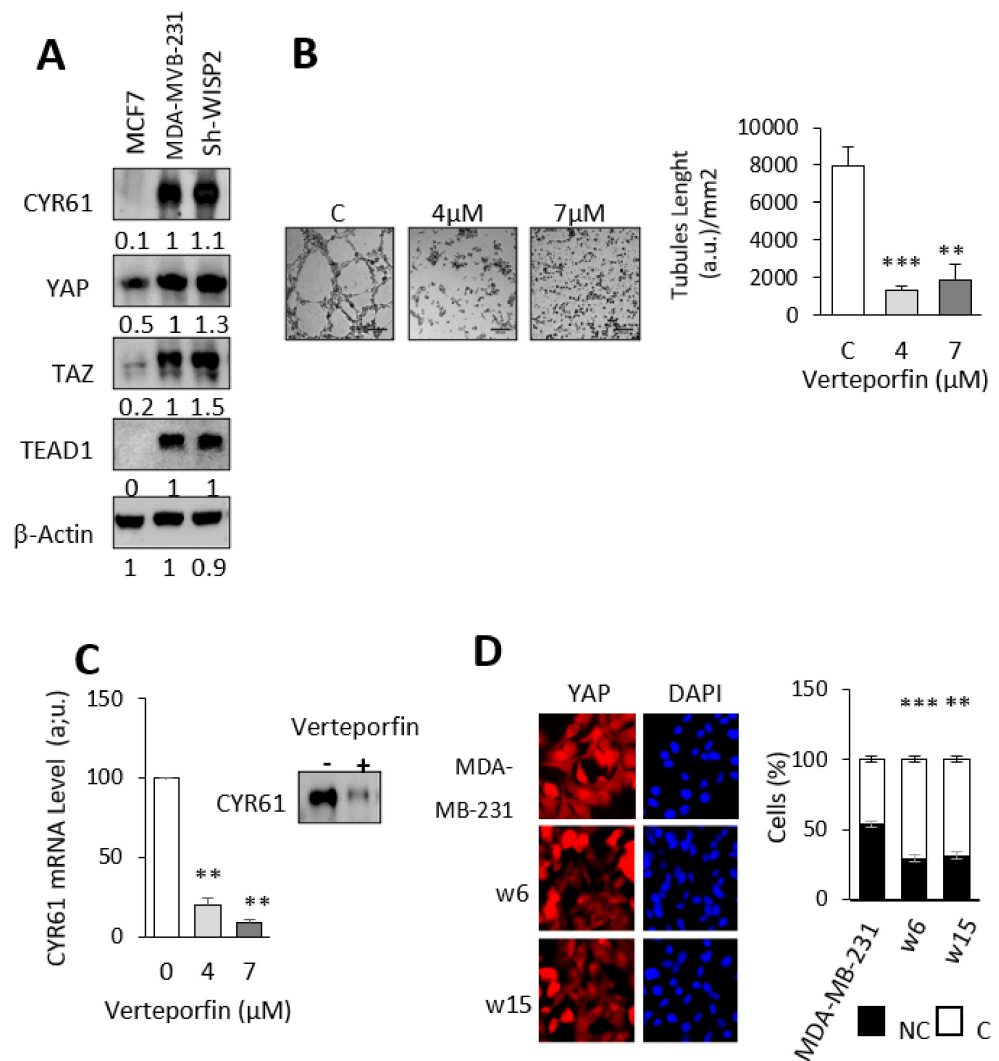 A
MCF7
MDA-MVB-231
Sh-WISP2
CYR61
0.1 1 1.1
YAP
0.5 1 1.3
TAZ
0.2 1 1.5
TEAD1
0 1 1
β-Actin
1 1 0.9
B
C 4μM 7μM
Tubules Lenght
(a.u.)/mm2
10000
8000
6000
4000
2000
0
*** **
C 4 7
Verteporfin (μM)
C
CYR61 mRNA Level (a;u.)
150
100
50
0
** **
0 4 7
Verteporfin (μM)
Verteporfin
- +
CYR61
D
YAP DAPI
MDA-
MB-231
w6
w15
Cells (%)
150
100
50
0
*** **
MDA-MB-231
w6
w15
NC C